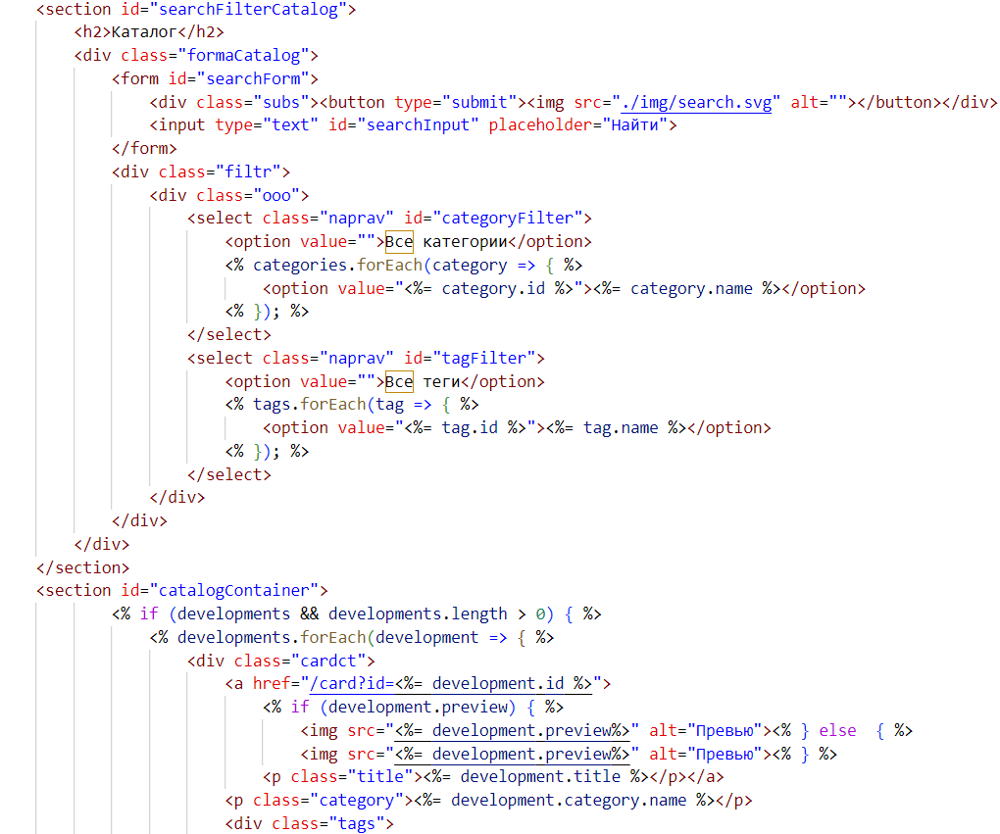 <section id="searchFilterCatalog">
<h2>Каталог</h2>
<div class="formaCatalog">
<form id="searchForm">
<div class="subs"><button type="submit"><img src="./img/search.svg" alt=""></button></div>
<input type="text" id="searchInput" placeholder="Найти">
</form>
<div class="filtr">
<div class="ooo">
<select class="naprav" id="categoryFilter">
<option value="">Все категории</option>
<% categories.forEach(category => { %>
<option value="<%= category.id %>"><%= category.name %></option>
<% }); %>
</select>
<select class="naprav" id="tagFilter">
<option value="">Все теги</option>
<% tags.forEach(tag => { %>
<option value="<%= tag.id %>"><%= tag.name %></option>
<% }); %>
</select>
</div>
</div>
</div>
</section>
<section id="catalogContainer">
<% if (developments && developments.length > 0) { %>
<% developments.forEach(development => { %>
<div class="cardct">
<a href="/card?id=<%= development.id %>">
<% if (development.preview) { %>
<img src="<%= development.preview%>" alt="Превью"><% } else  { %>
<img src="<%= development.preview%>" alt="Превью"><% } %>
<p class="title"><%= development.title %></p></a>
<p class="category"><%= development.category.name %></p>
<div class="tags">